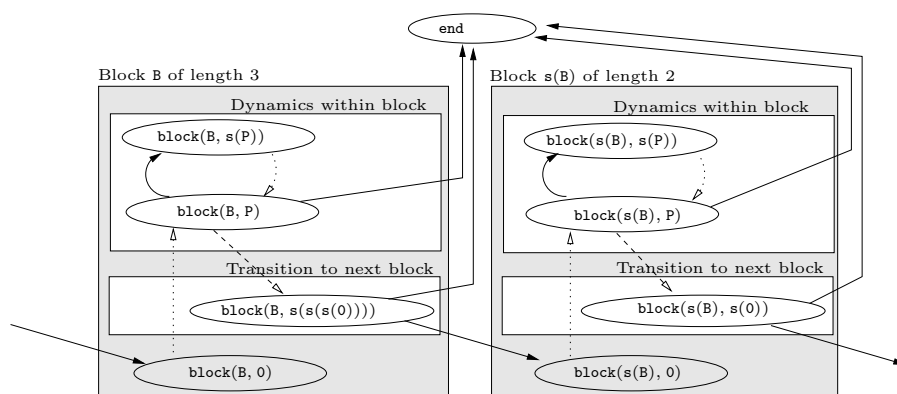 end
Block B of length 3
Dynamics within block
block(B, s(P))
block(B, P)
Transition to next block
block(B, s(s(s(0))))
block(B, 0)
Block s(B) of length 2
Dynamics within block
block(s(B), s(P))
block(s(B), P)
Transition to next block
block(s(B), s(0))
block(s(B), 0)